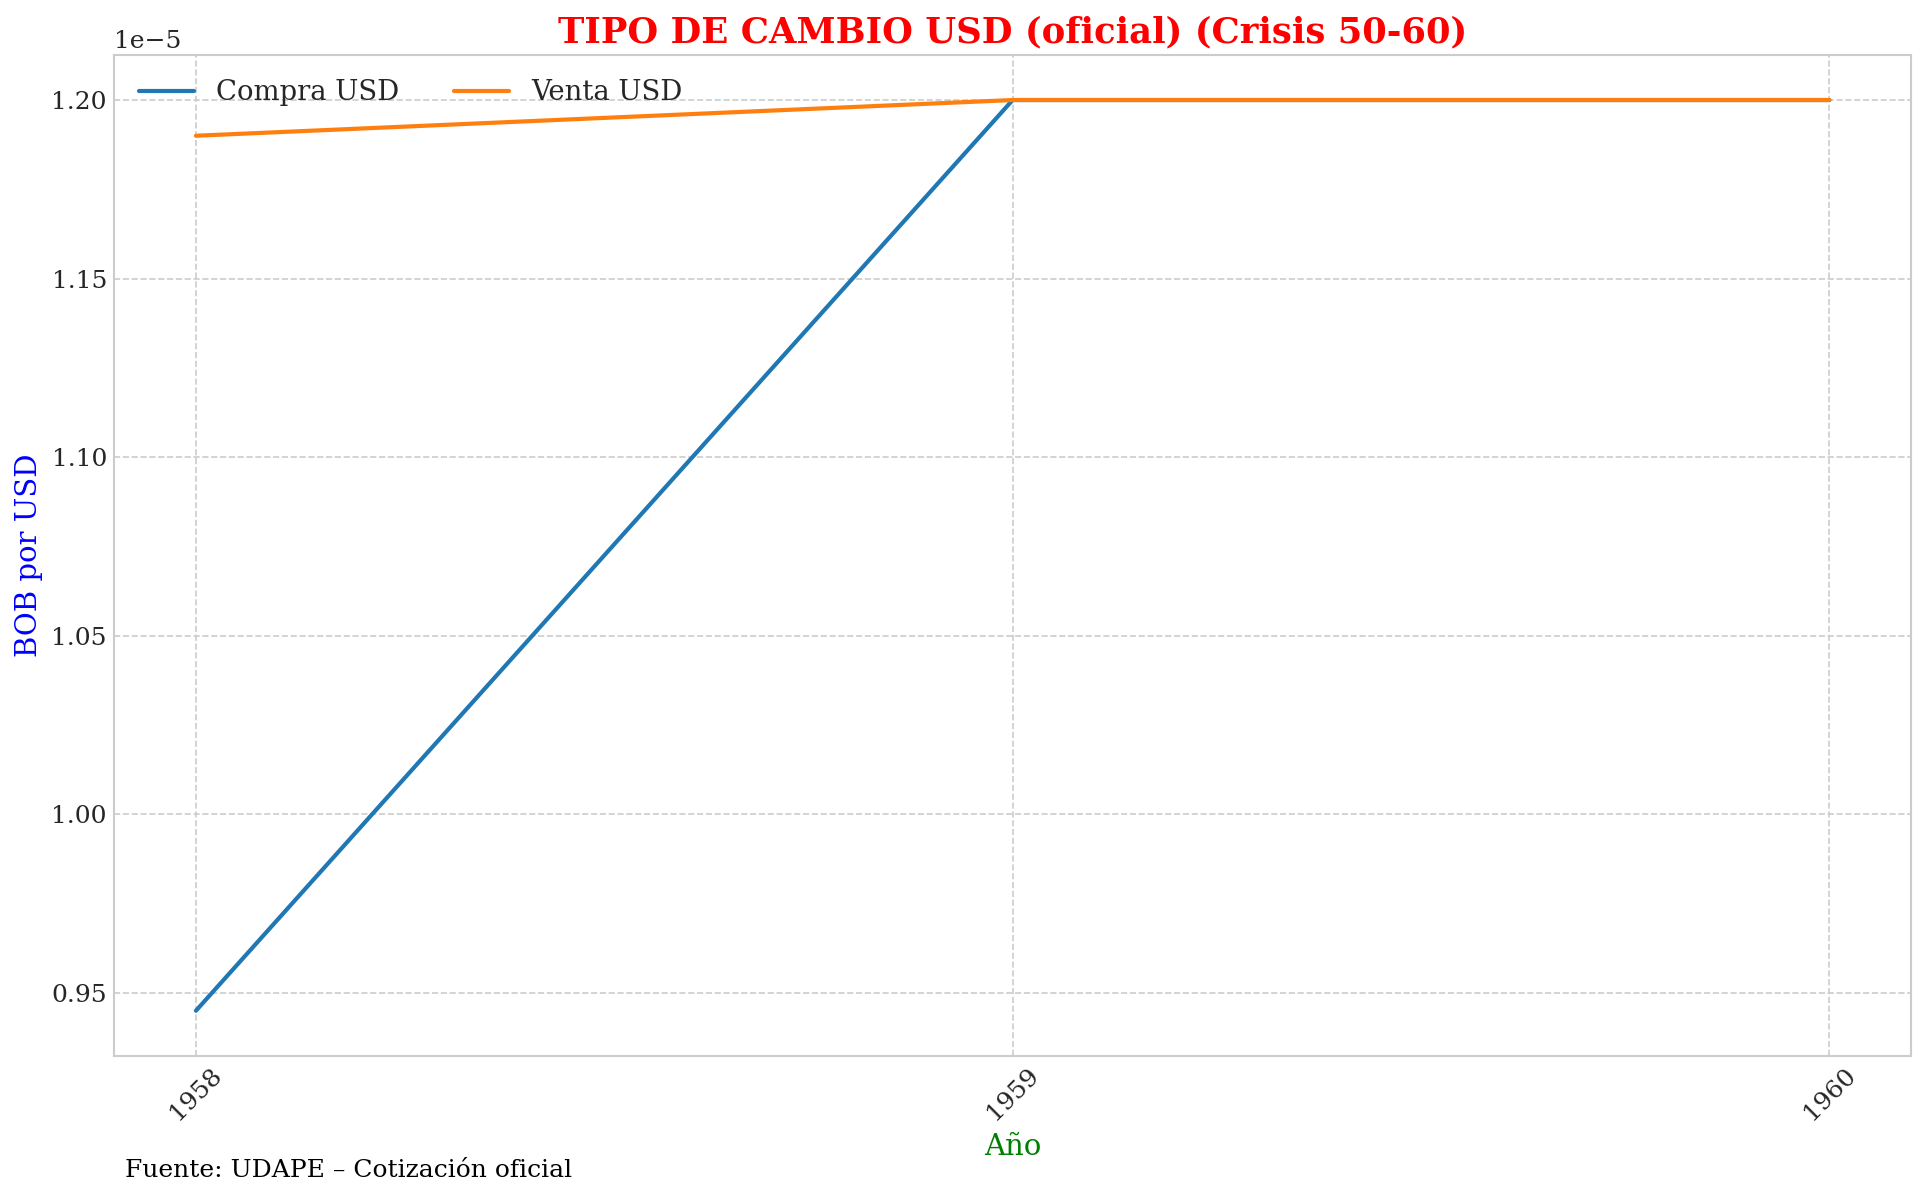 TIPO DE CAMBIO USD (oficial) (Crisis 50-60)
1e−5
Compra USD
Venta USD
1.20
1.15
1.10
1.05
1.00
0.95
BOB por USD
1958
1959
1960
Año
Fuente: UDAPE – Cotización oficial